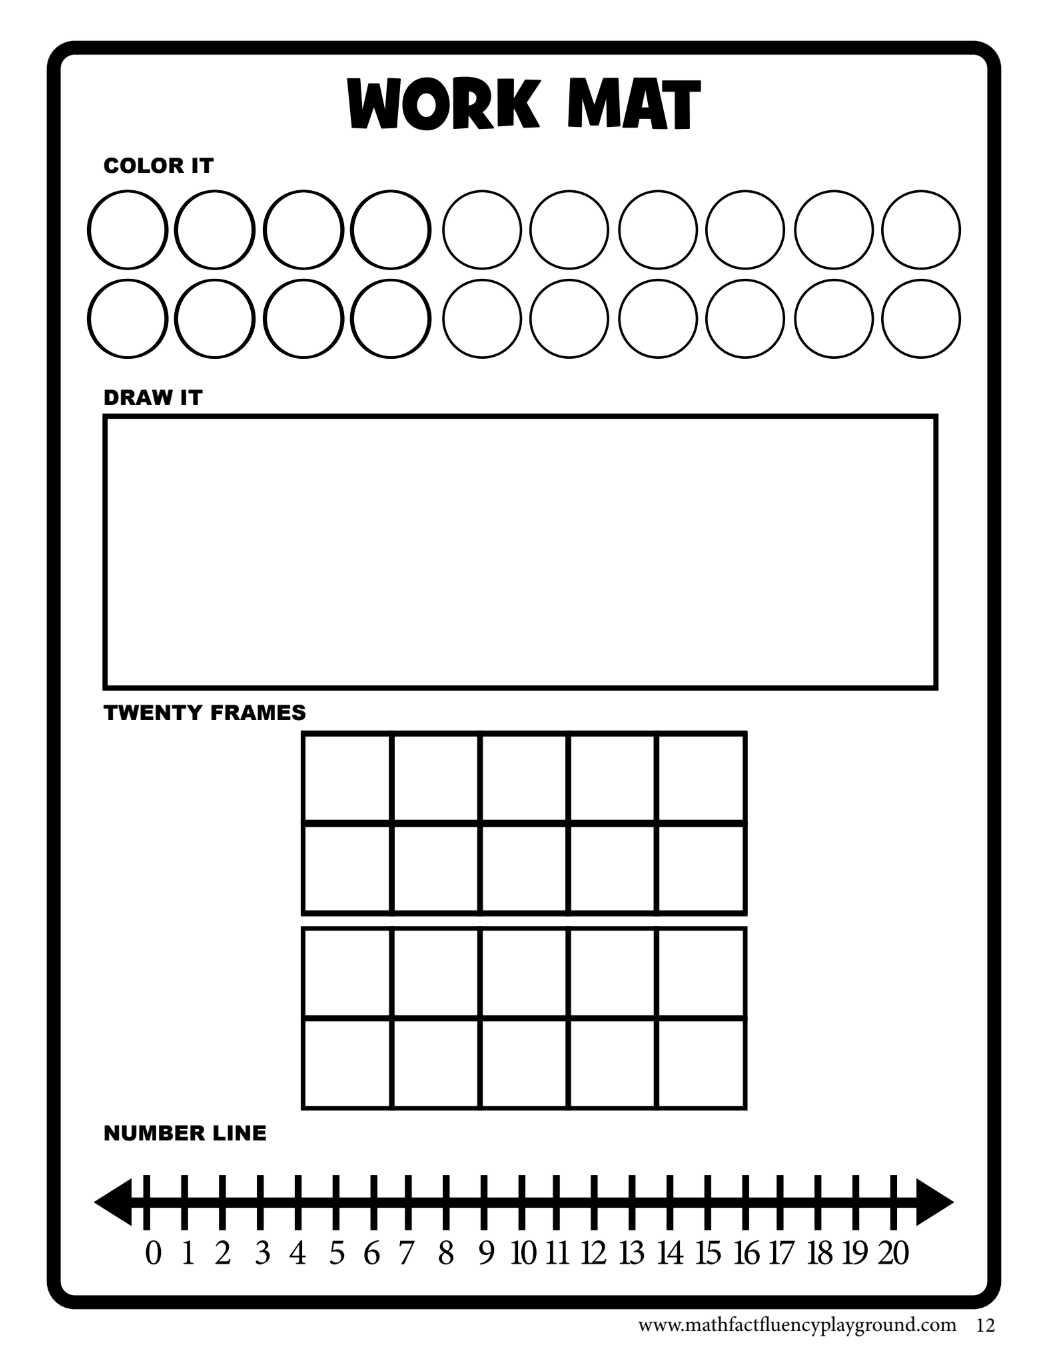 WORK MAT
COLOR IT
DRAW IT
TWENTY FRAMES
NUMBER LINE
0 1 2 3 4 5 6 7 8 9 10 11 12 13 14 15 16 17 18 19 20
www.mathfactfluencyplayground.com 12